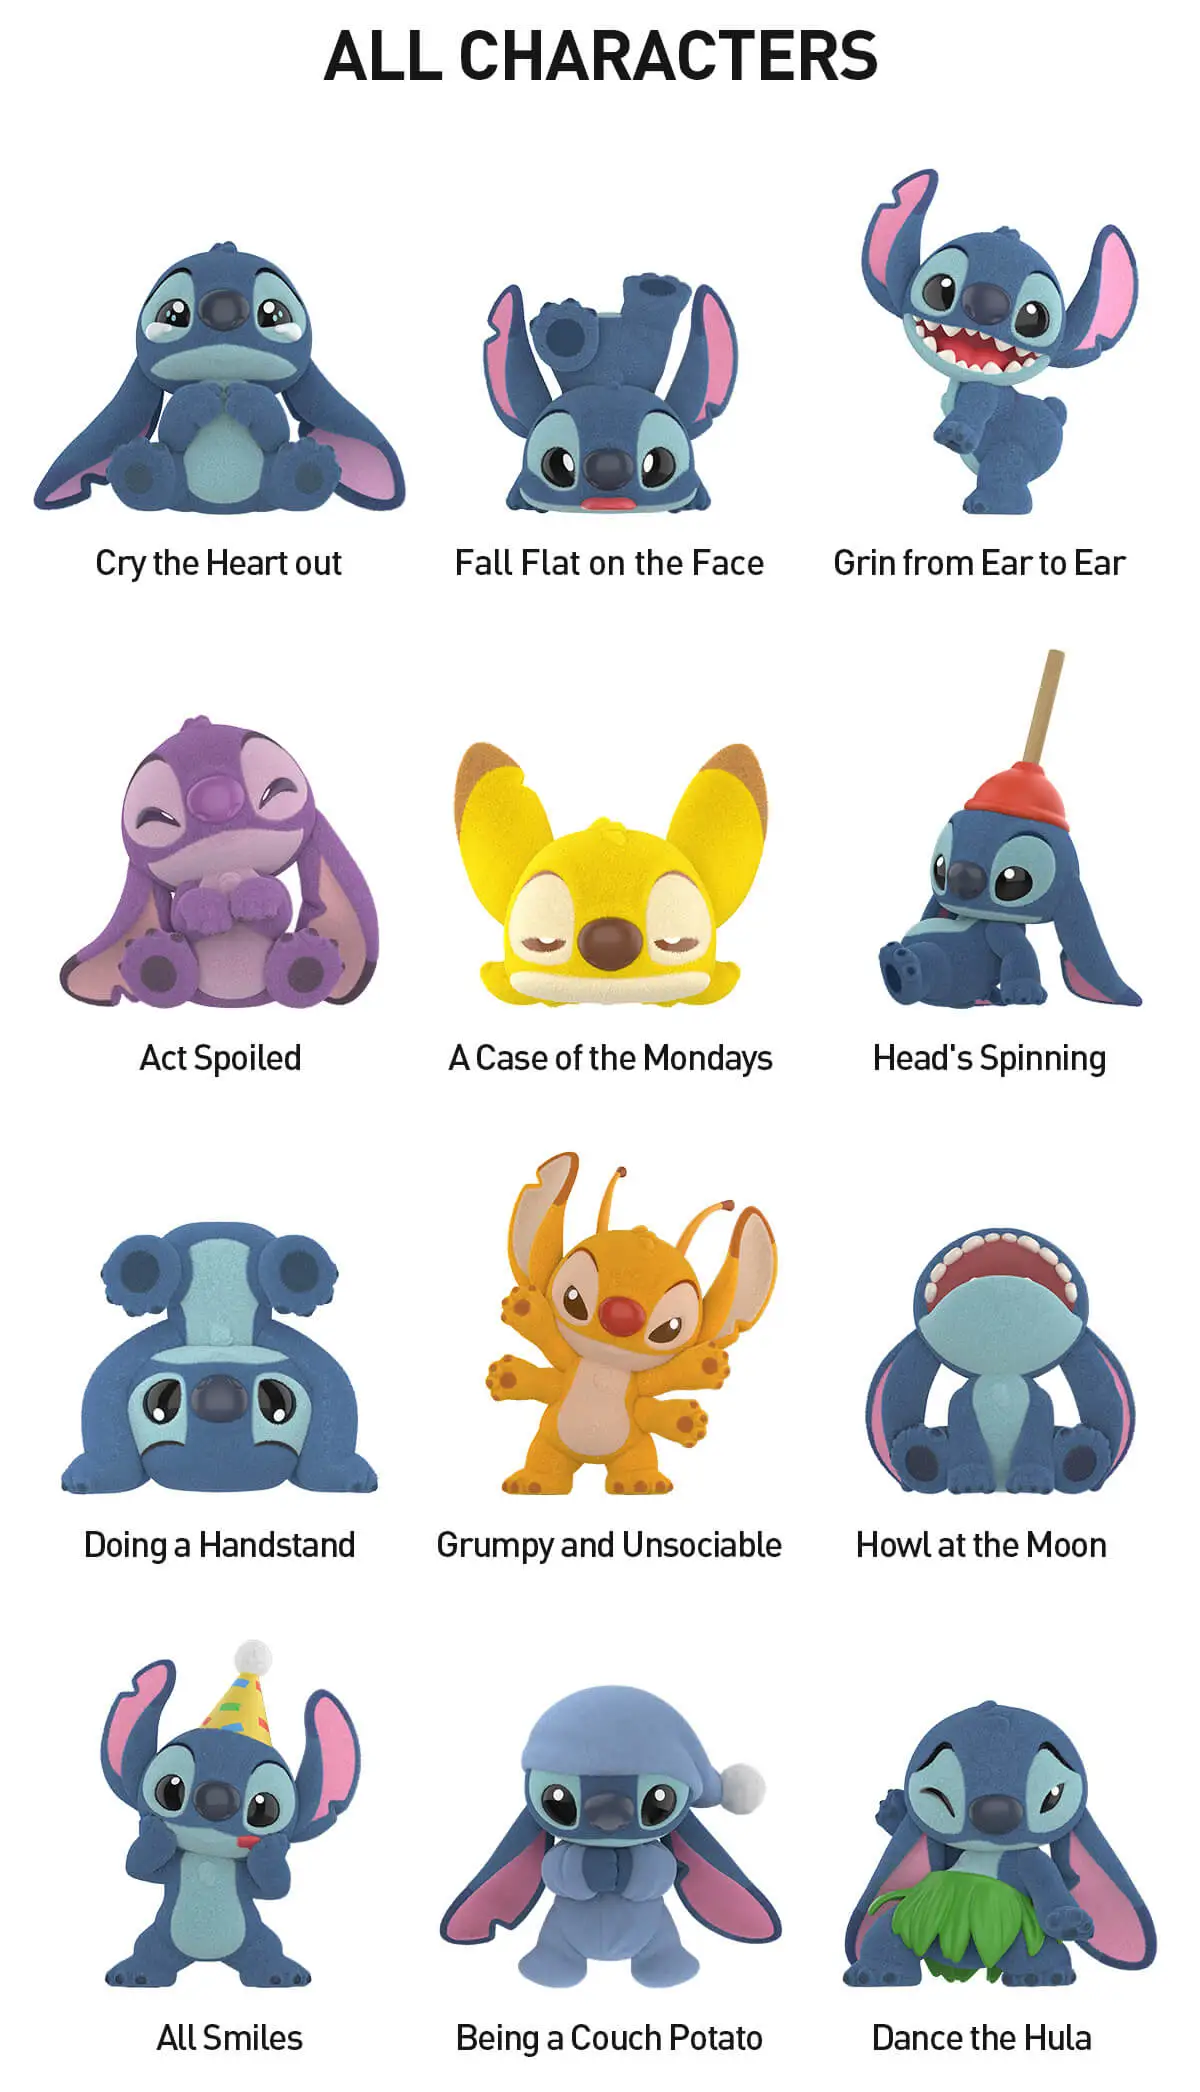 ALL CHARACTERS
Cry the Heart out
Fall Flat on the Face
Grin from Ear to Ear
Act Spoiled
A Case of the Mondays
Head's Spinning
Doing a Handstand
Grumpy and Unsociable
Howl at the Moon
All Smiles
Being a Couch Potato
Dance the Hula